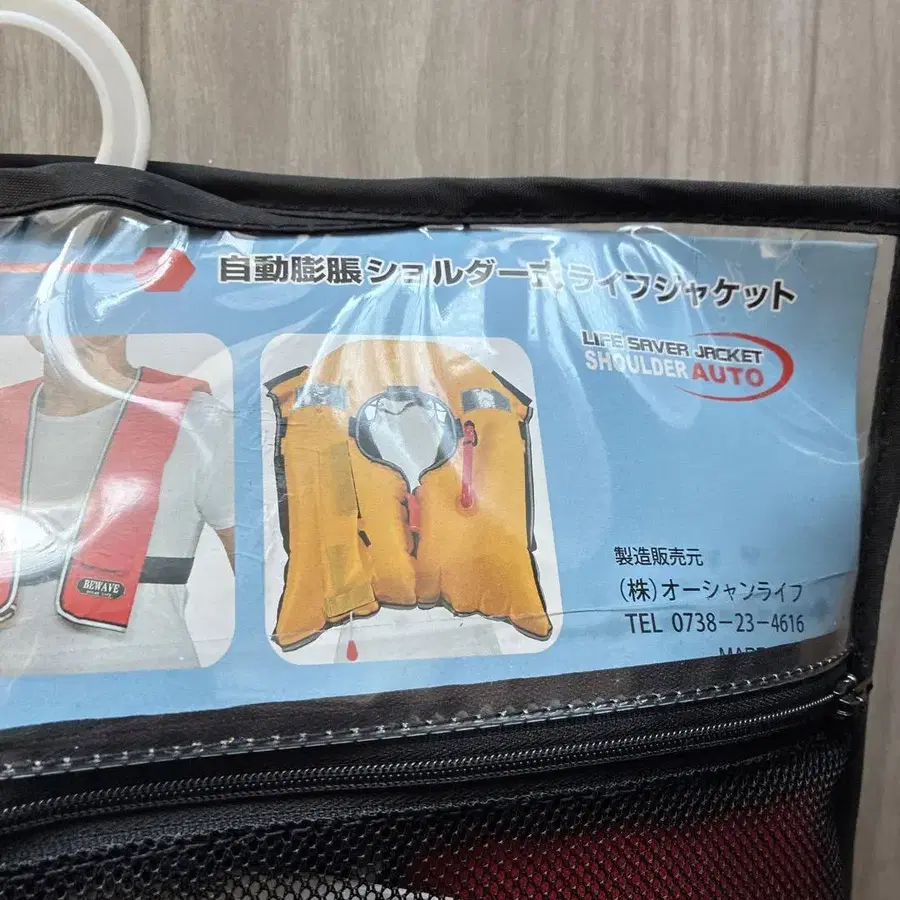 自動膨脹ショルダー式ライフジャケット
LIFE SAVER JACKET
SHOULDER AUTO
BEWAVE
製造販売元
(株)オーシャンライフ
TEL 0738-23-4616